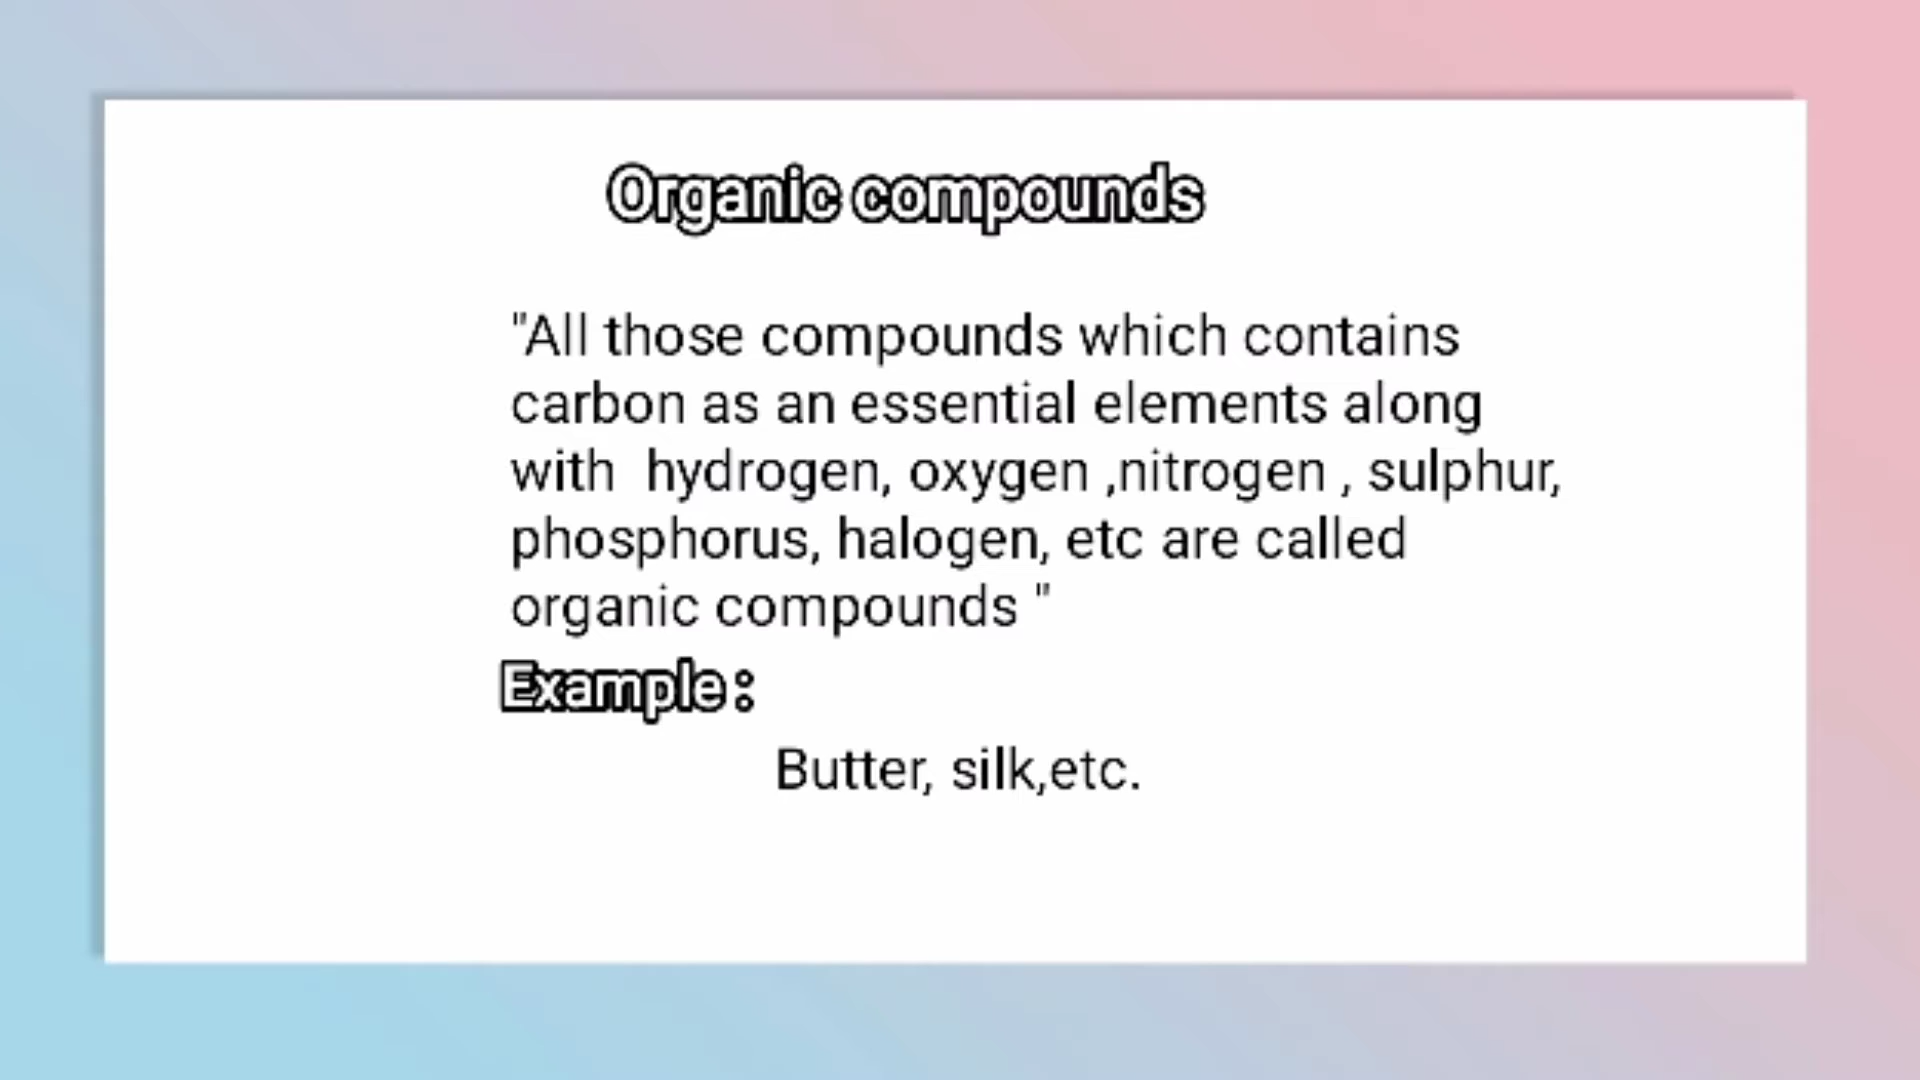 Organic compounds
"All those compounds which contains
carbon as an essential elements along
with  hydrogen, oxygen ,nitrogen , sulphur,
phosphorus, halogen, etc are called
organic compounds "
Example :
Butter, silk,etc.